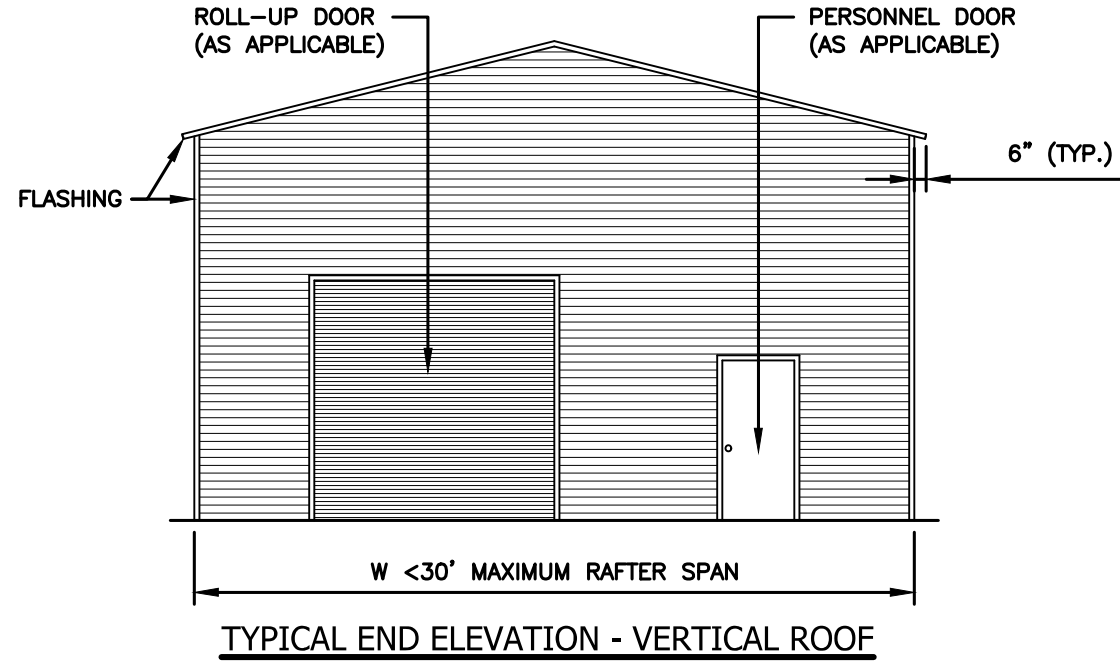 ROLL-UP DOOR
(AS APPLICABLE)
PERSONNEL DOOR
(AS APPLICABLE)
6” (TYP.)
FLASHING
W <30’ MAXIMUM RAFTER SPAN
TYPICAL END ELEVATION - VERTICAL ROOF